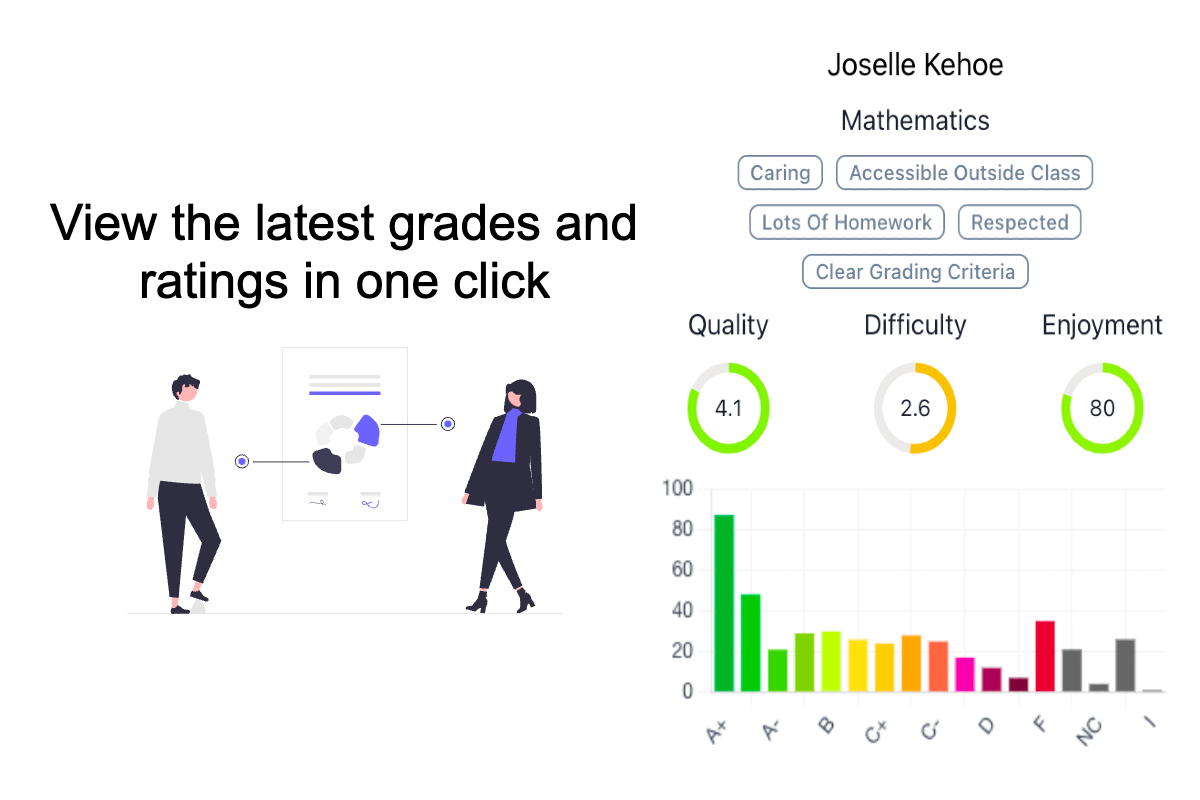 View the latest grades and
ratings in one click
Joselle Kehoe
Mathematics
Caring
Accessible Outside Class
Lots Of Homework
Respected
Clear Grading Criteria
Quality
Difficulty
Enjoyment
4.1
2.6
80
100
80
60
40
20
0
A+
A-
B
C+
C-
D
F
NC
I